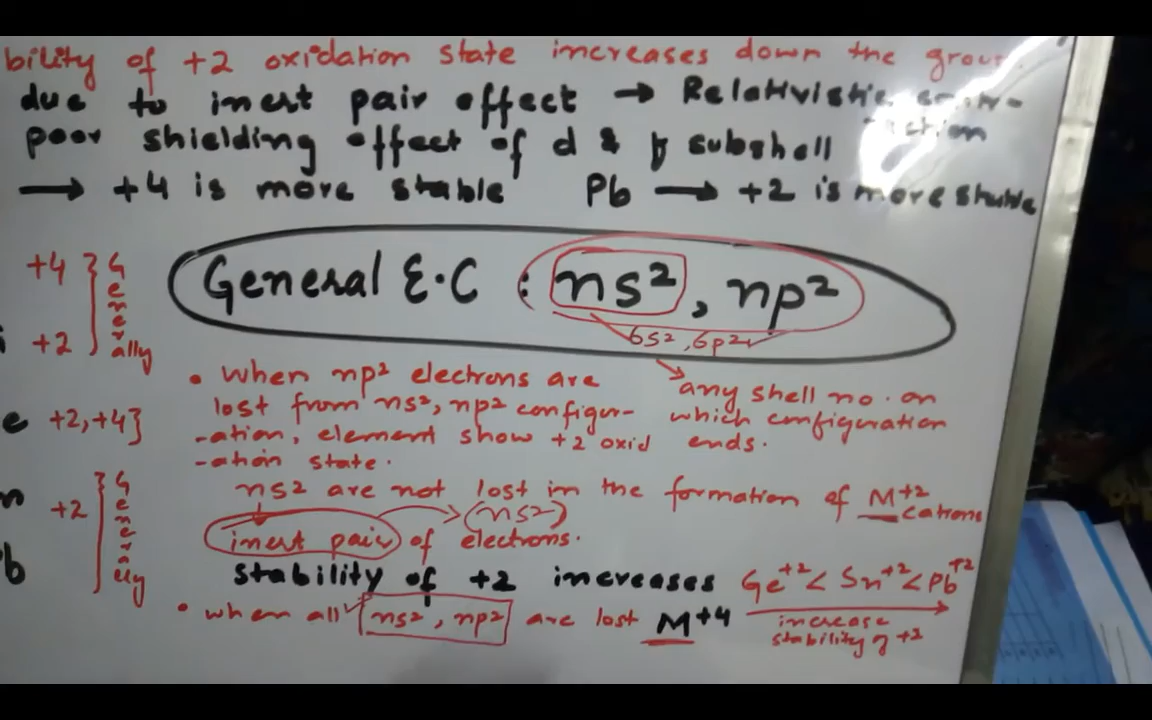 bility of +2 oxidation state increases down the group.
due to inert pair effect → Relativistic contr-
-action
poor shielding effect of d & f subshell
→ +4 is more stable Pb → +2 is more stable
+4
+2
Generally
General E.C : ns², np²
6s², 6p²
• when np² electrons are
lost from ns², np² configur-
-ation, element show +2 oxid
-ation state.
→ any shell no. on
which configuration
ends.
e +2, +4}
ns2 are not lost in the formation of M+2
cations
inert pair of electrons. → (ns²)
+2
Generally
b
stability of +2 increases
Ge+2 < Sn+2 < Pb+2
increase
stability of +2
• when all ns², np² are lost M+4